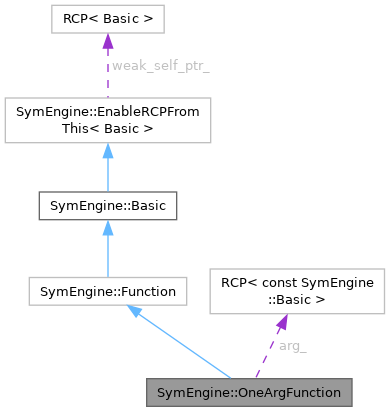 RCP< Basic >
weak_self_ptr_
SymEngine::EnableRCPFrom
This< Basic >
SymEngine::Basic
SymEngine::Function
RCP< const SymEngine
::Basic >
arg_
SymEngine::OneArgFunction